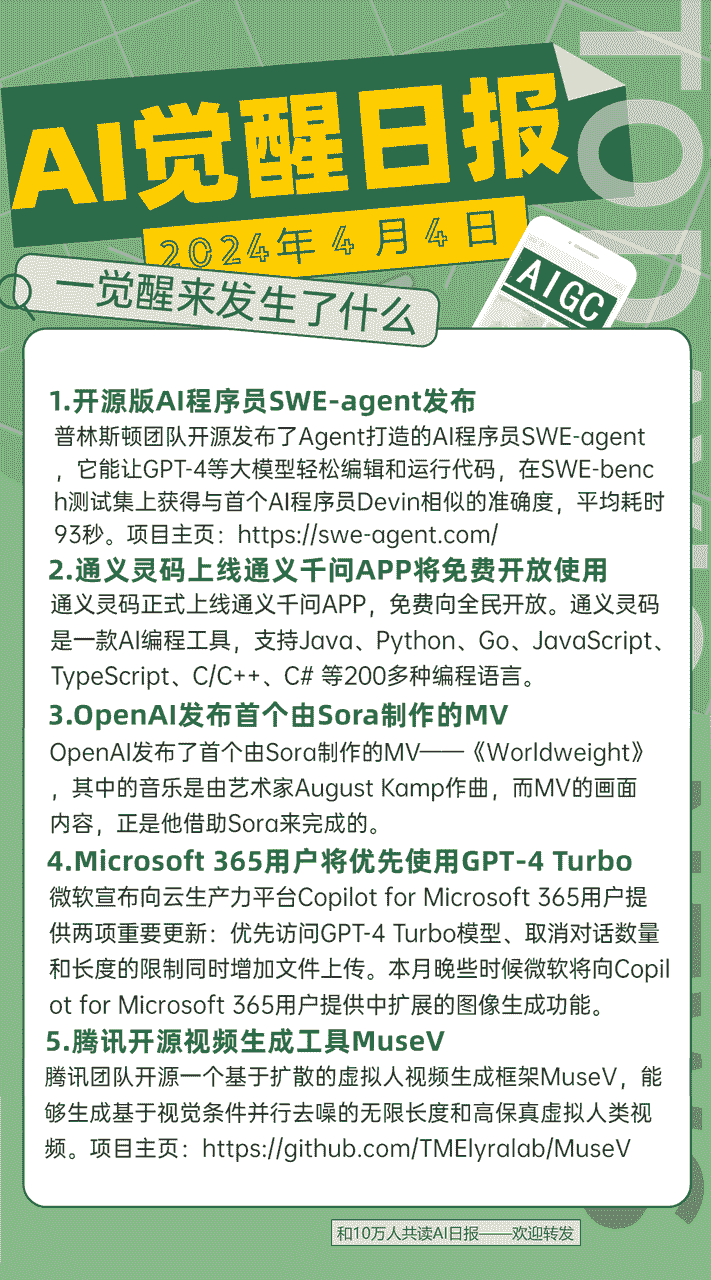 AI觉醒日报
2024年4月4日
一觉醒来发生了什么
AIGC
1.开源版AI程序员SWE-agent发布
普林斯顿团队开源发布了Agent打造的AI程序员SWE-agent
，它能让GPT-4等大模型轻松编辑和运行代码，在SWE-benc
h测试集上获得与首个AI程序员Devin相似的准确度，平均耗时
93秒。项目主页：https://swe-agent.com/
2.通义灵码上线通义千问APP将免费开放使用
通义灵码正式上线通义千问APP，免费向全民开放。通义灵码
是一款AI编程工具，支持Java、Python、Go、JavaScript、
TypeScript、C/C++、C# 等200多种编程语言。
3.OpenAI发布首个由Sora制作的MV
OpenAI发布了首个由Sora制作的MV——《Worldweight》
，其中的音乐是由艺术家August Kamp作曲，而MV的画面
内容，正是他借助Sora来完成的。
4.Microsoft 365用户将优先使用GPT-4 Turbo
微软宣布向云生产力平台Copilot for Microsoft 365用户提
供两项重要更新：优先访问GPT-4 Turbo模型、取消对话数量
和长度的限制同时增加文件上传。本月晚些时候微软将向Copil
ot for Microsoft 365用户提供中扩展的图像生成功能。
5.腾讯开源视频生成工具MuseV
腾讯团队开源一个基于扩散的虚拟人视频生成框架MuseV，能
够生成基于视觉条件并行去噪的无限长度和高保真虚拟人类视
频。项目主页：https://github.com/TMElyralab/MuseV
和10万人共读AI日报——欢迎转发